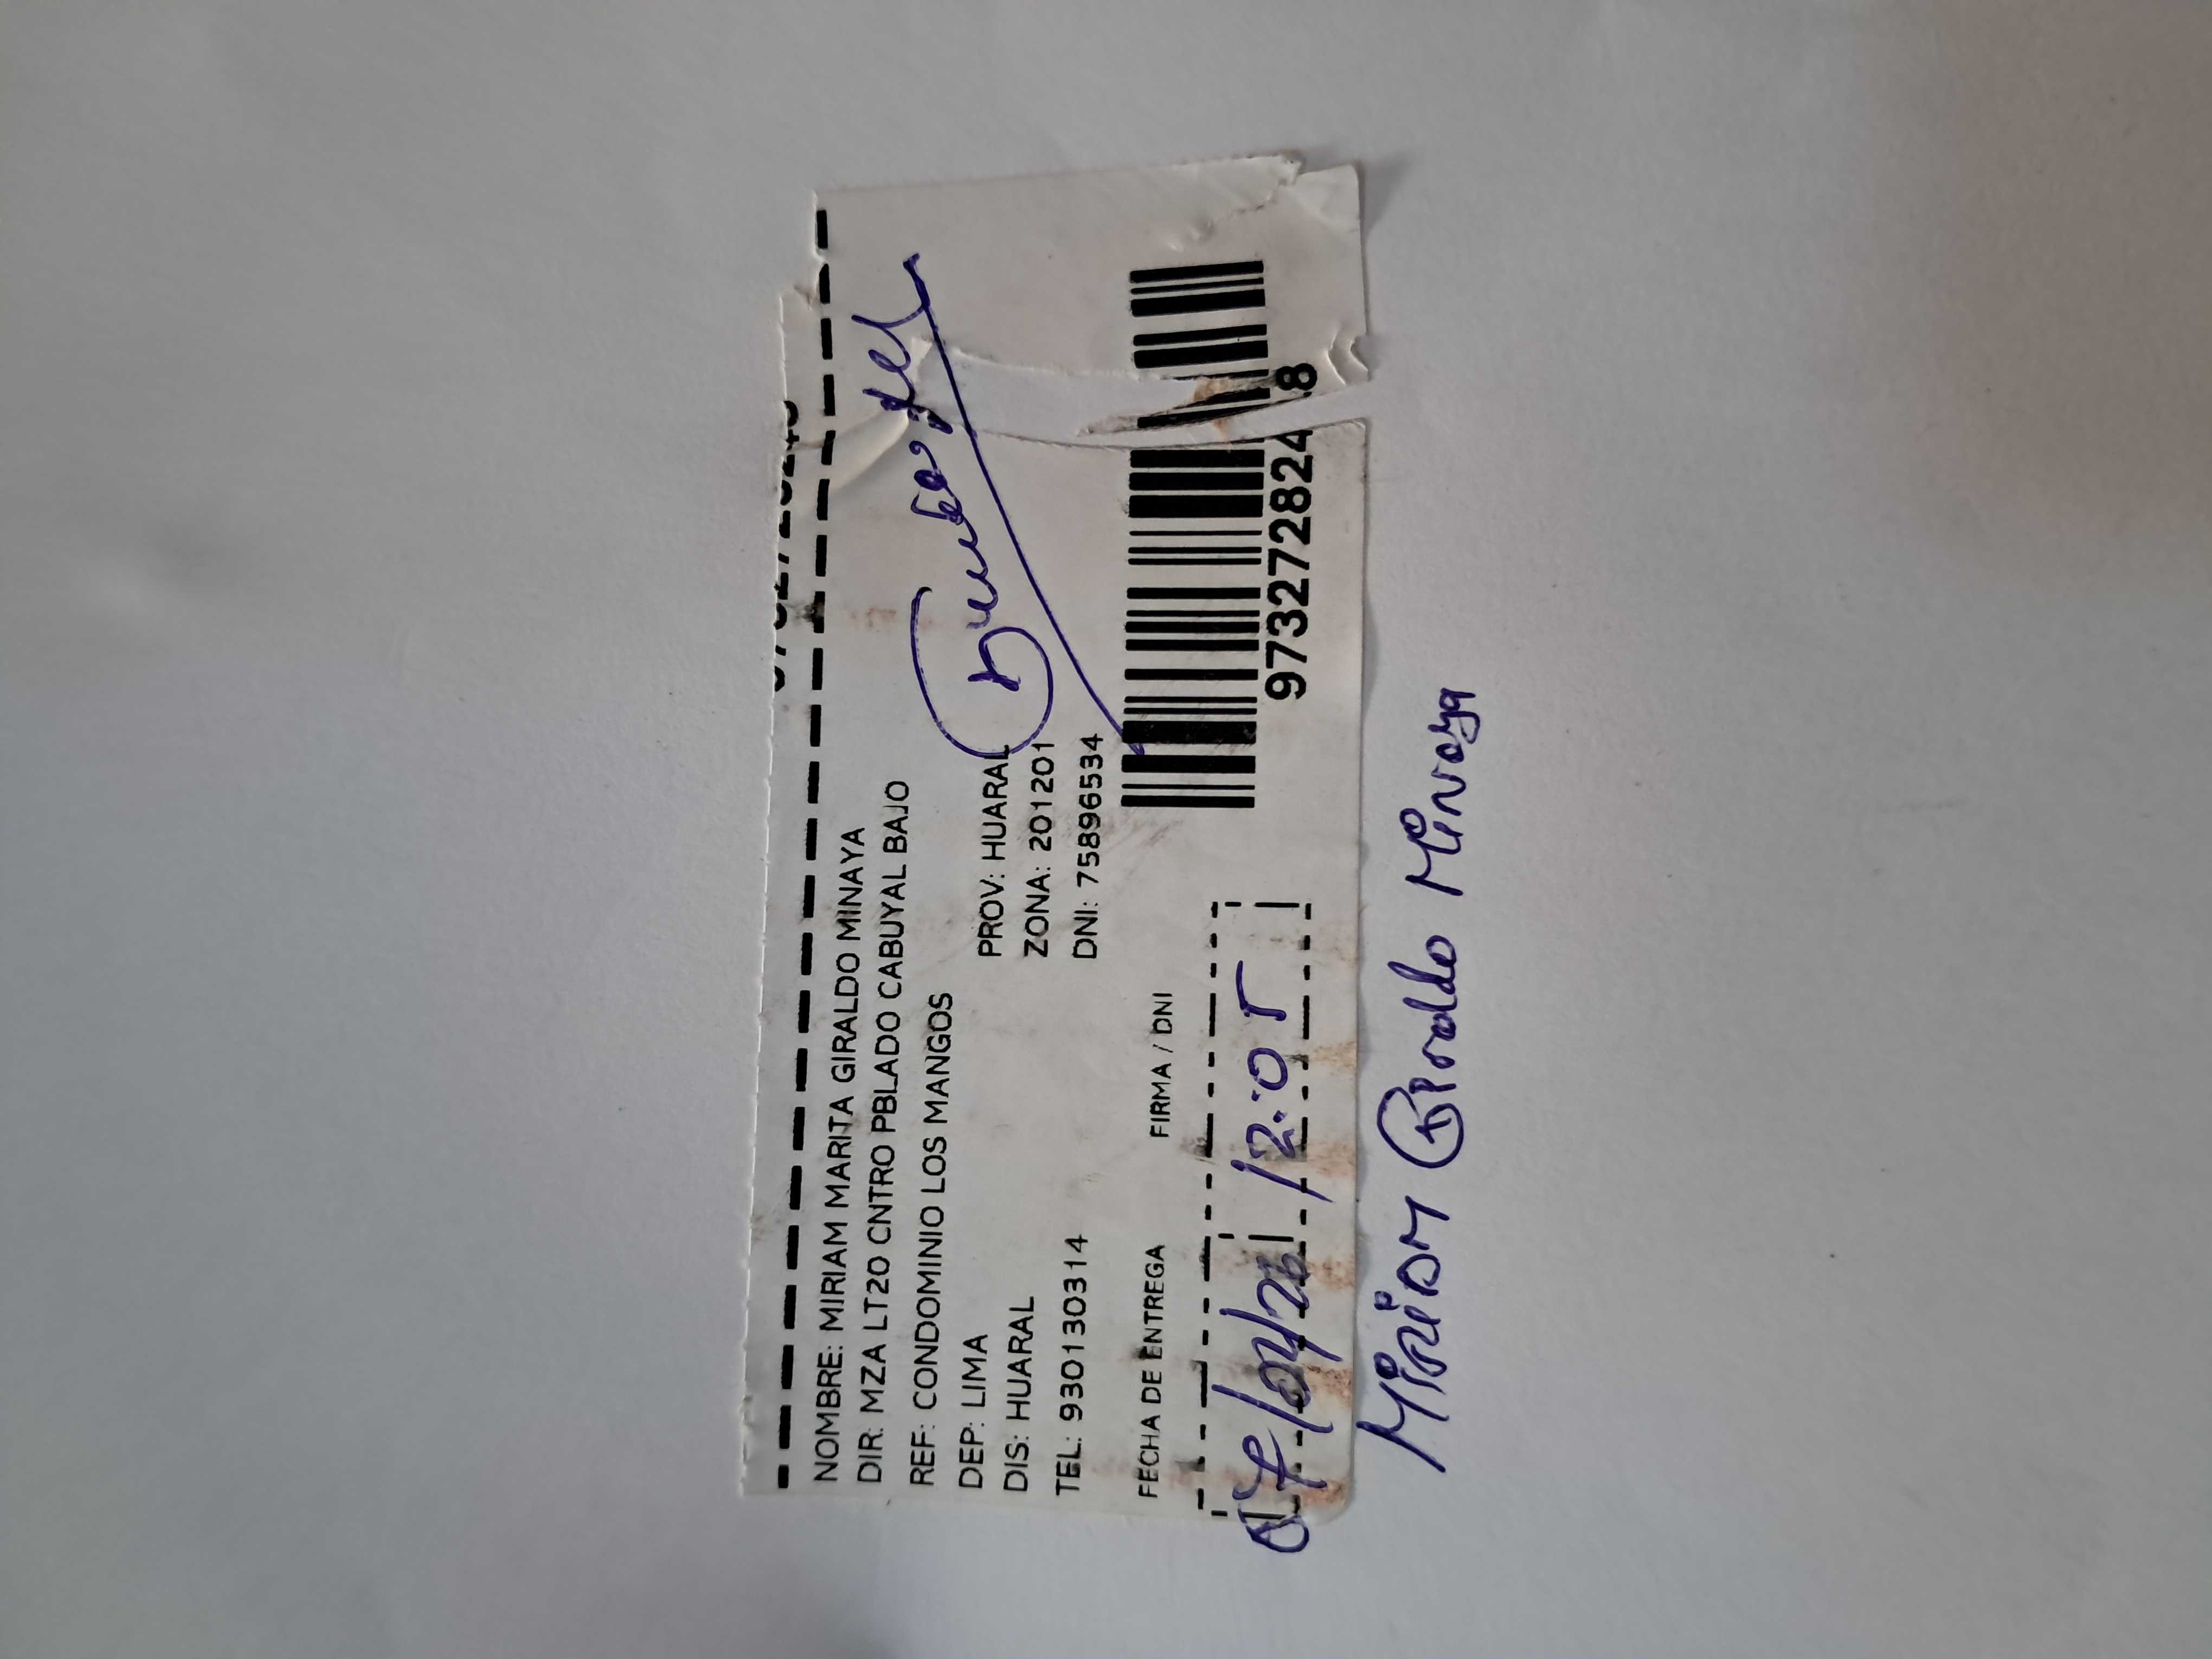 NOMBRE: MIRIAM MARITA GIRALDO MINAYA
DIR: MZA LT20 CNTRO PBLADO CABUYAL BAJO
REF: CONDOMINIO LOS MANGOS
DEP: LIMA PROV: HUARAL
DIS: HUARAL ZONA: 201201
TEL: 930130314 DNI: 75896534
FECHA DE ENTREGA FIRMA / DNI
12:05
973272824 8
Miriam Giraldo Minaya